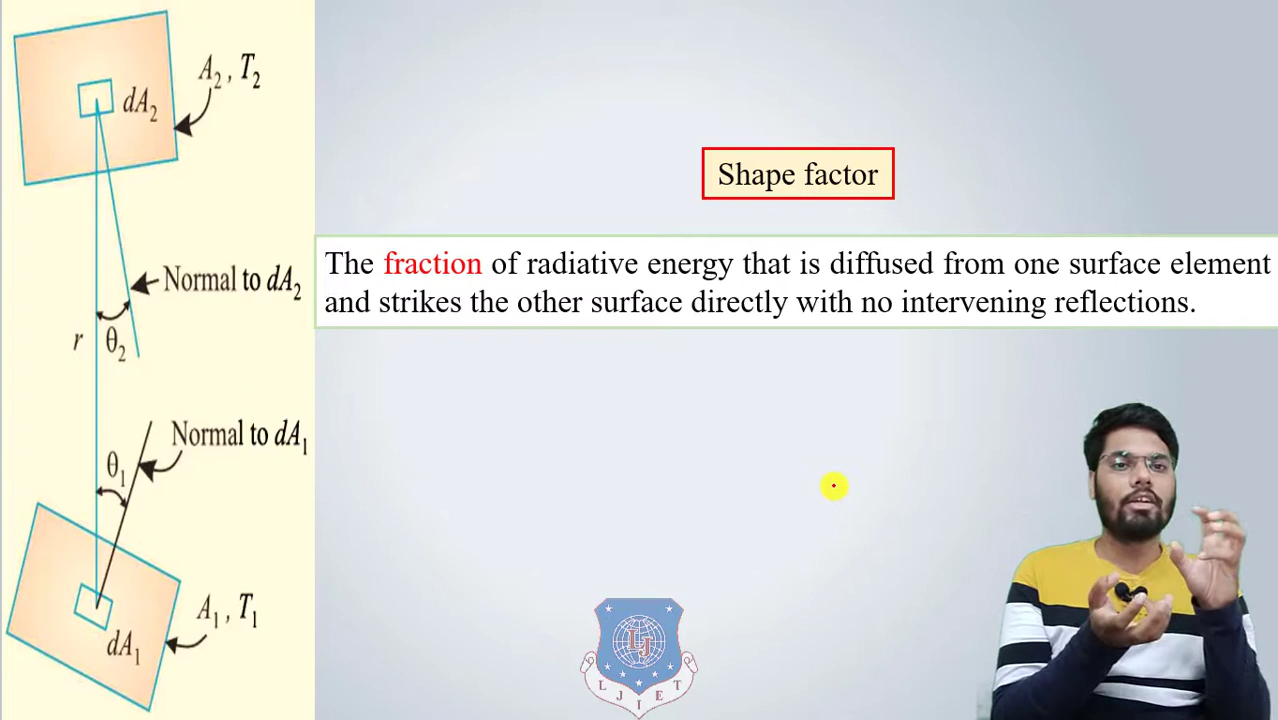 A2 , T2
dA2
Normal to dA2
r
θ2
Normal to dA1
θ1
A1 , T1
dA1
Shape factor
The fraction of radiative energy that is diffused from one surface element
and strikes the other surface directly with no intervening reflections.
LJ
L J I E T